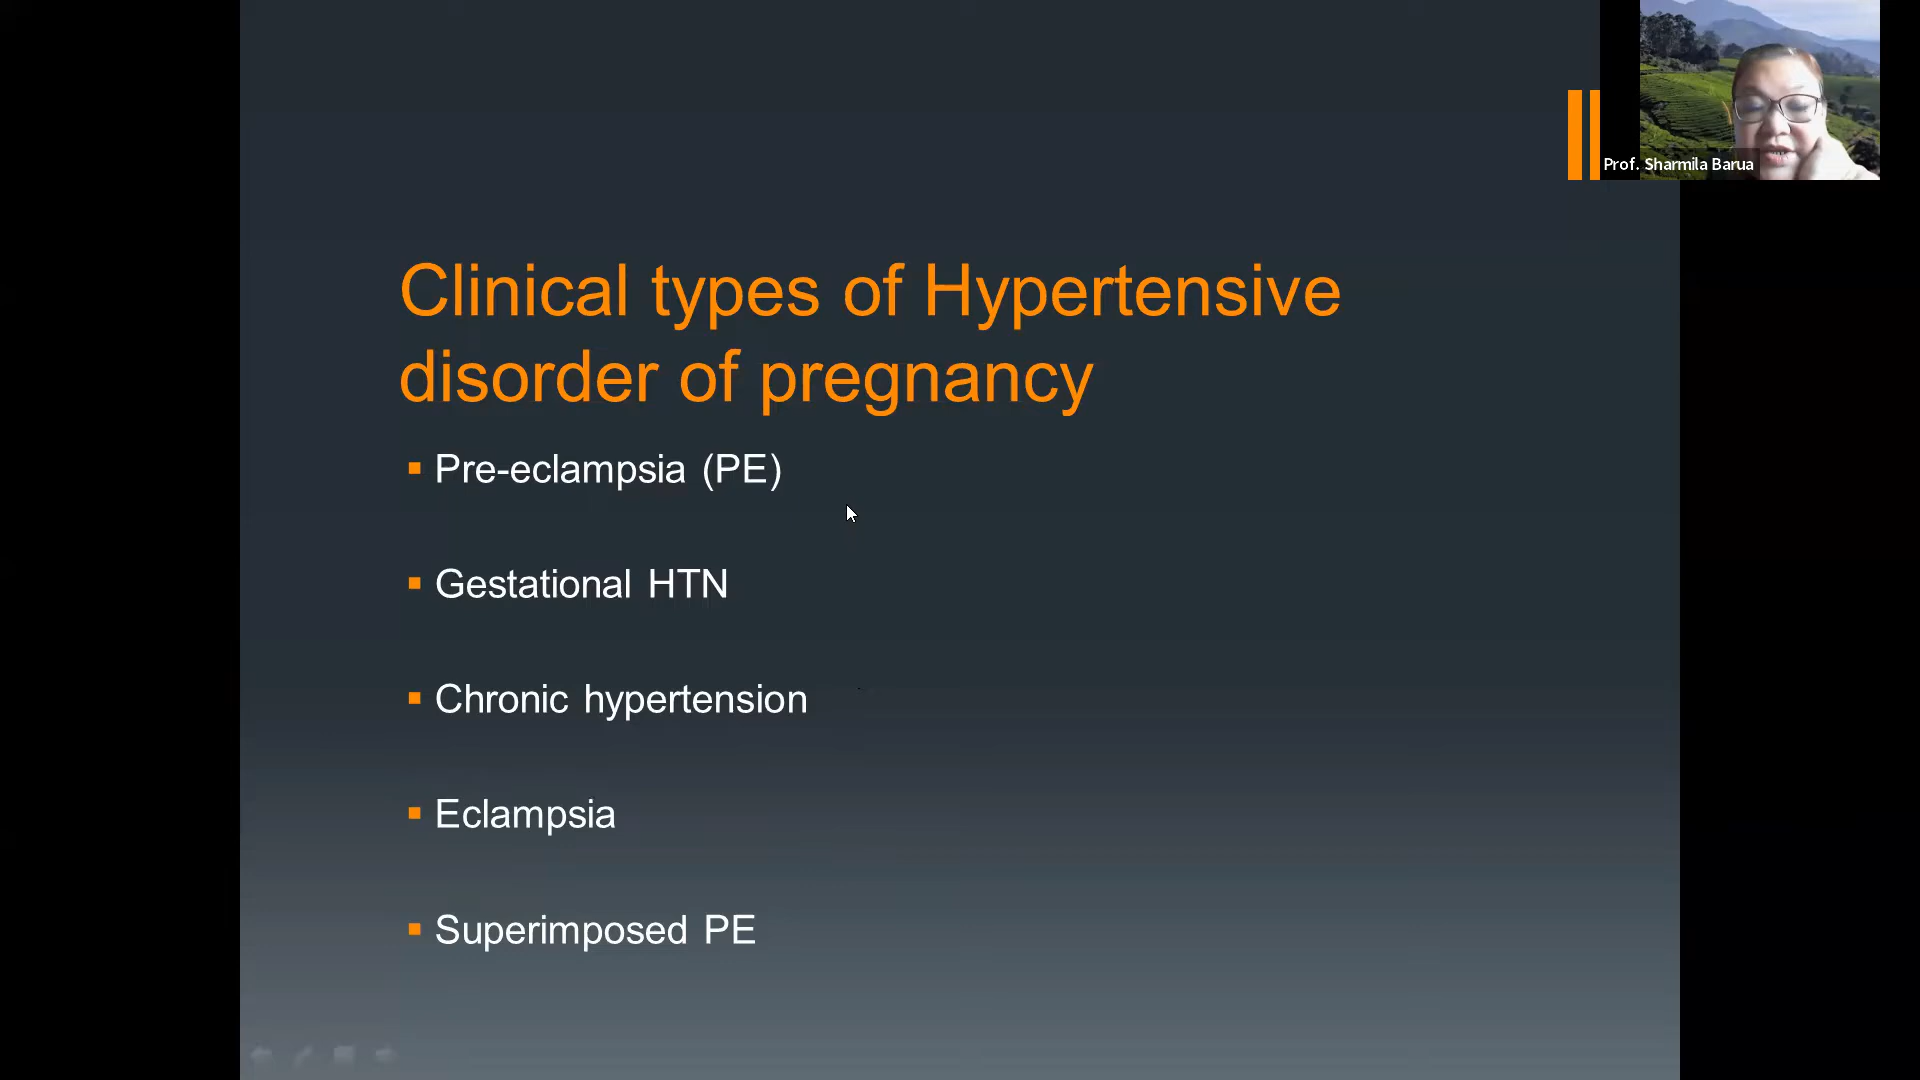 Prof. Sharmila Barua
Clinical types of Hypertensive
disorder of pregnancy
Pre-eclampsia (PE)
Gestational HTN
Chronic hypertension
Eclampsia
Superimposed PE